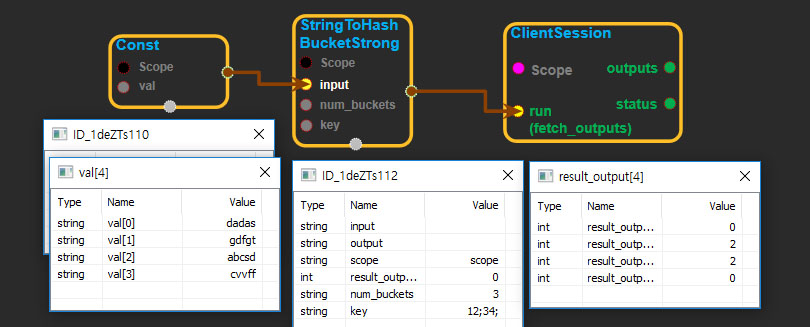 Const
Scope
val
StringToHash
BucketStrong
Scope
input
num_buckets
key
ClientSession
Scope
outputs
status
run
(fetch_outputs)
ID_1deZTs110
val[4]
Type Name Value
string val[0] dadas
string val[1] gdfgt
string val[2] abcsd
string val[3] cvvff
ID_1deZTs112
Type Name Value
string input
string output
string scope scope
int result_outp... 0
string num_buckets 3
string key 12;34;
result_output[4]
Type Name Value
int result_outp... 0
int result_outp... 2
int result_outp... 2
int result_outp... 0